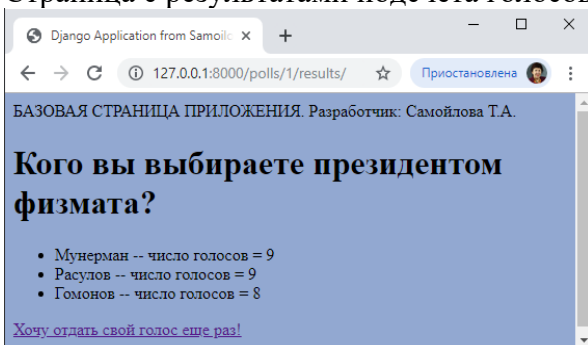 Страница с результатами подсчета голосов
Django Application from Samoilo
127.0.0.1:8000/polls/1/results/
Приостановлена
БАЗОВАЯ СТРАНИЦА ПРИЛОЖЕНИЯ. Разработчик: Самойлова Т.А.
Кого вы выбираете президентом
физмата?
Мунерман -- число голосов = 9
Расулов -- число голосов = 9
Гомонов -- число голосов = 8
Хочу отдать свой голос еще раз!